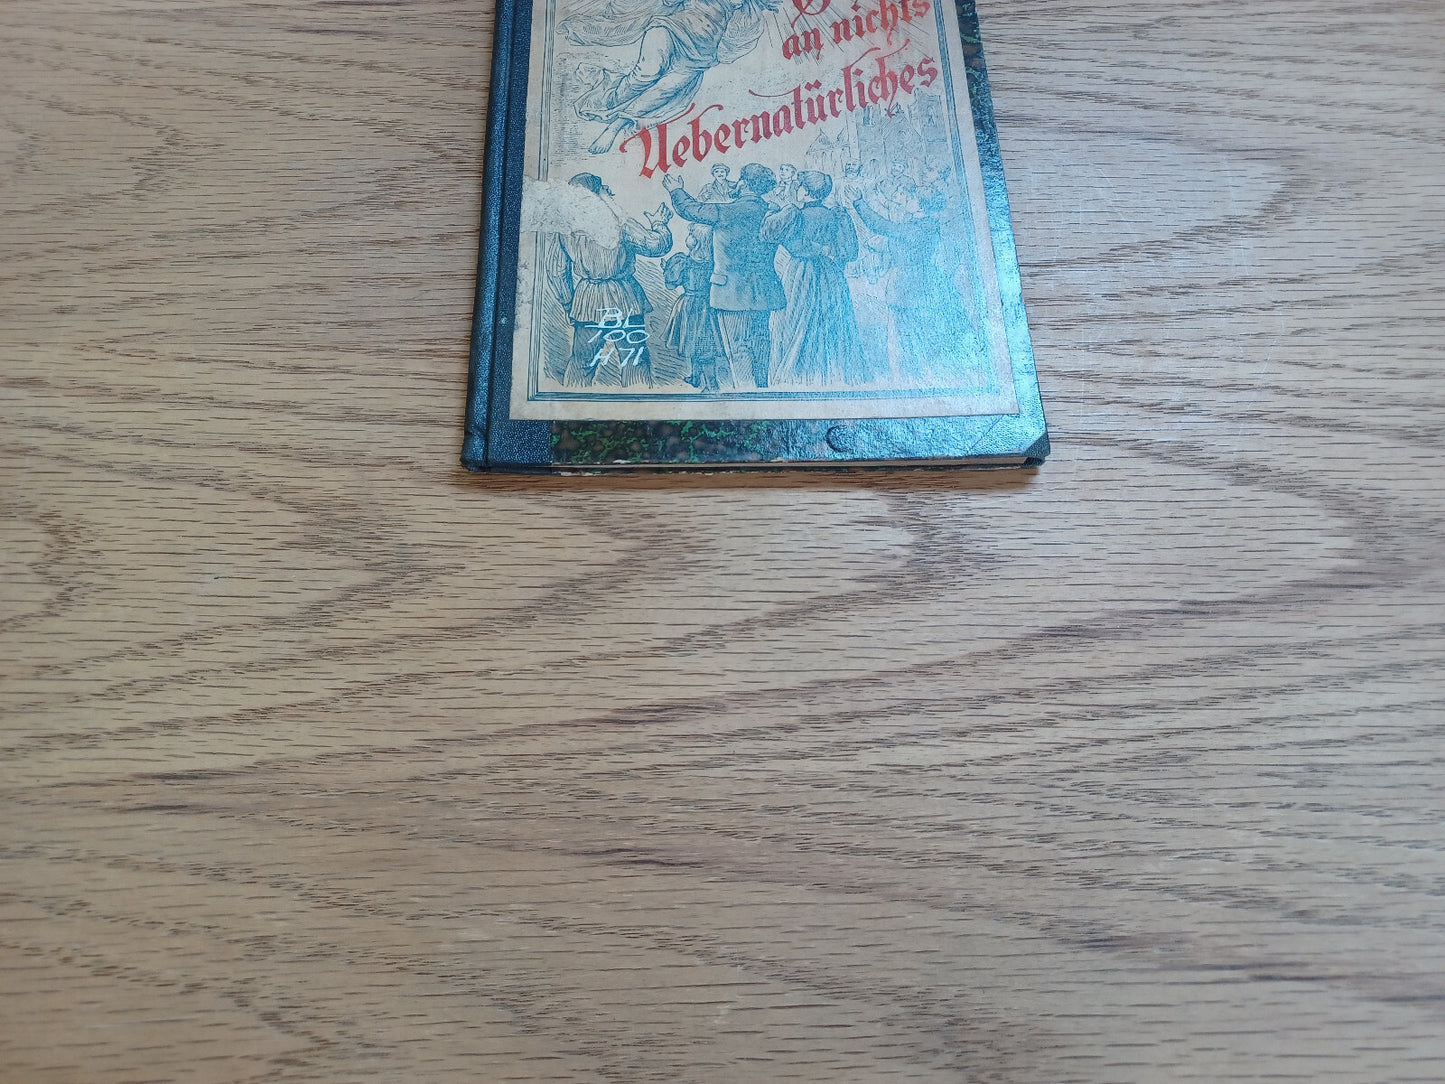 an nichts
Uebernatürliches
BL
100
H71